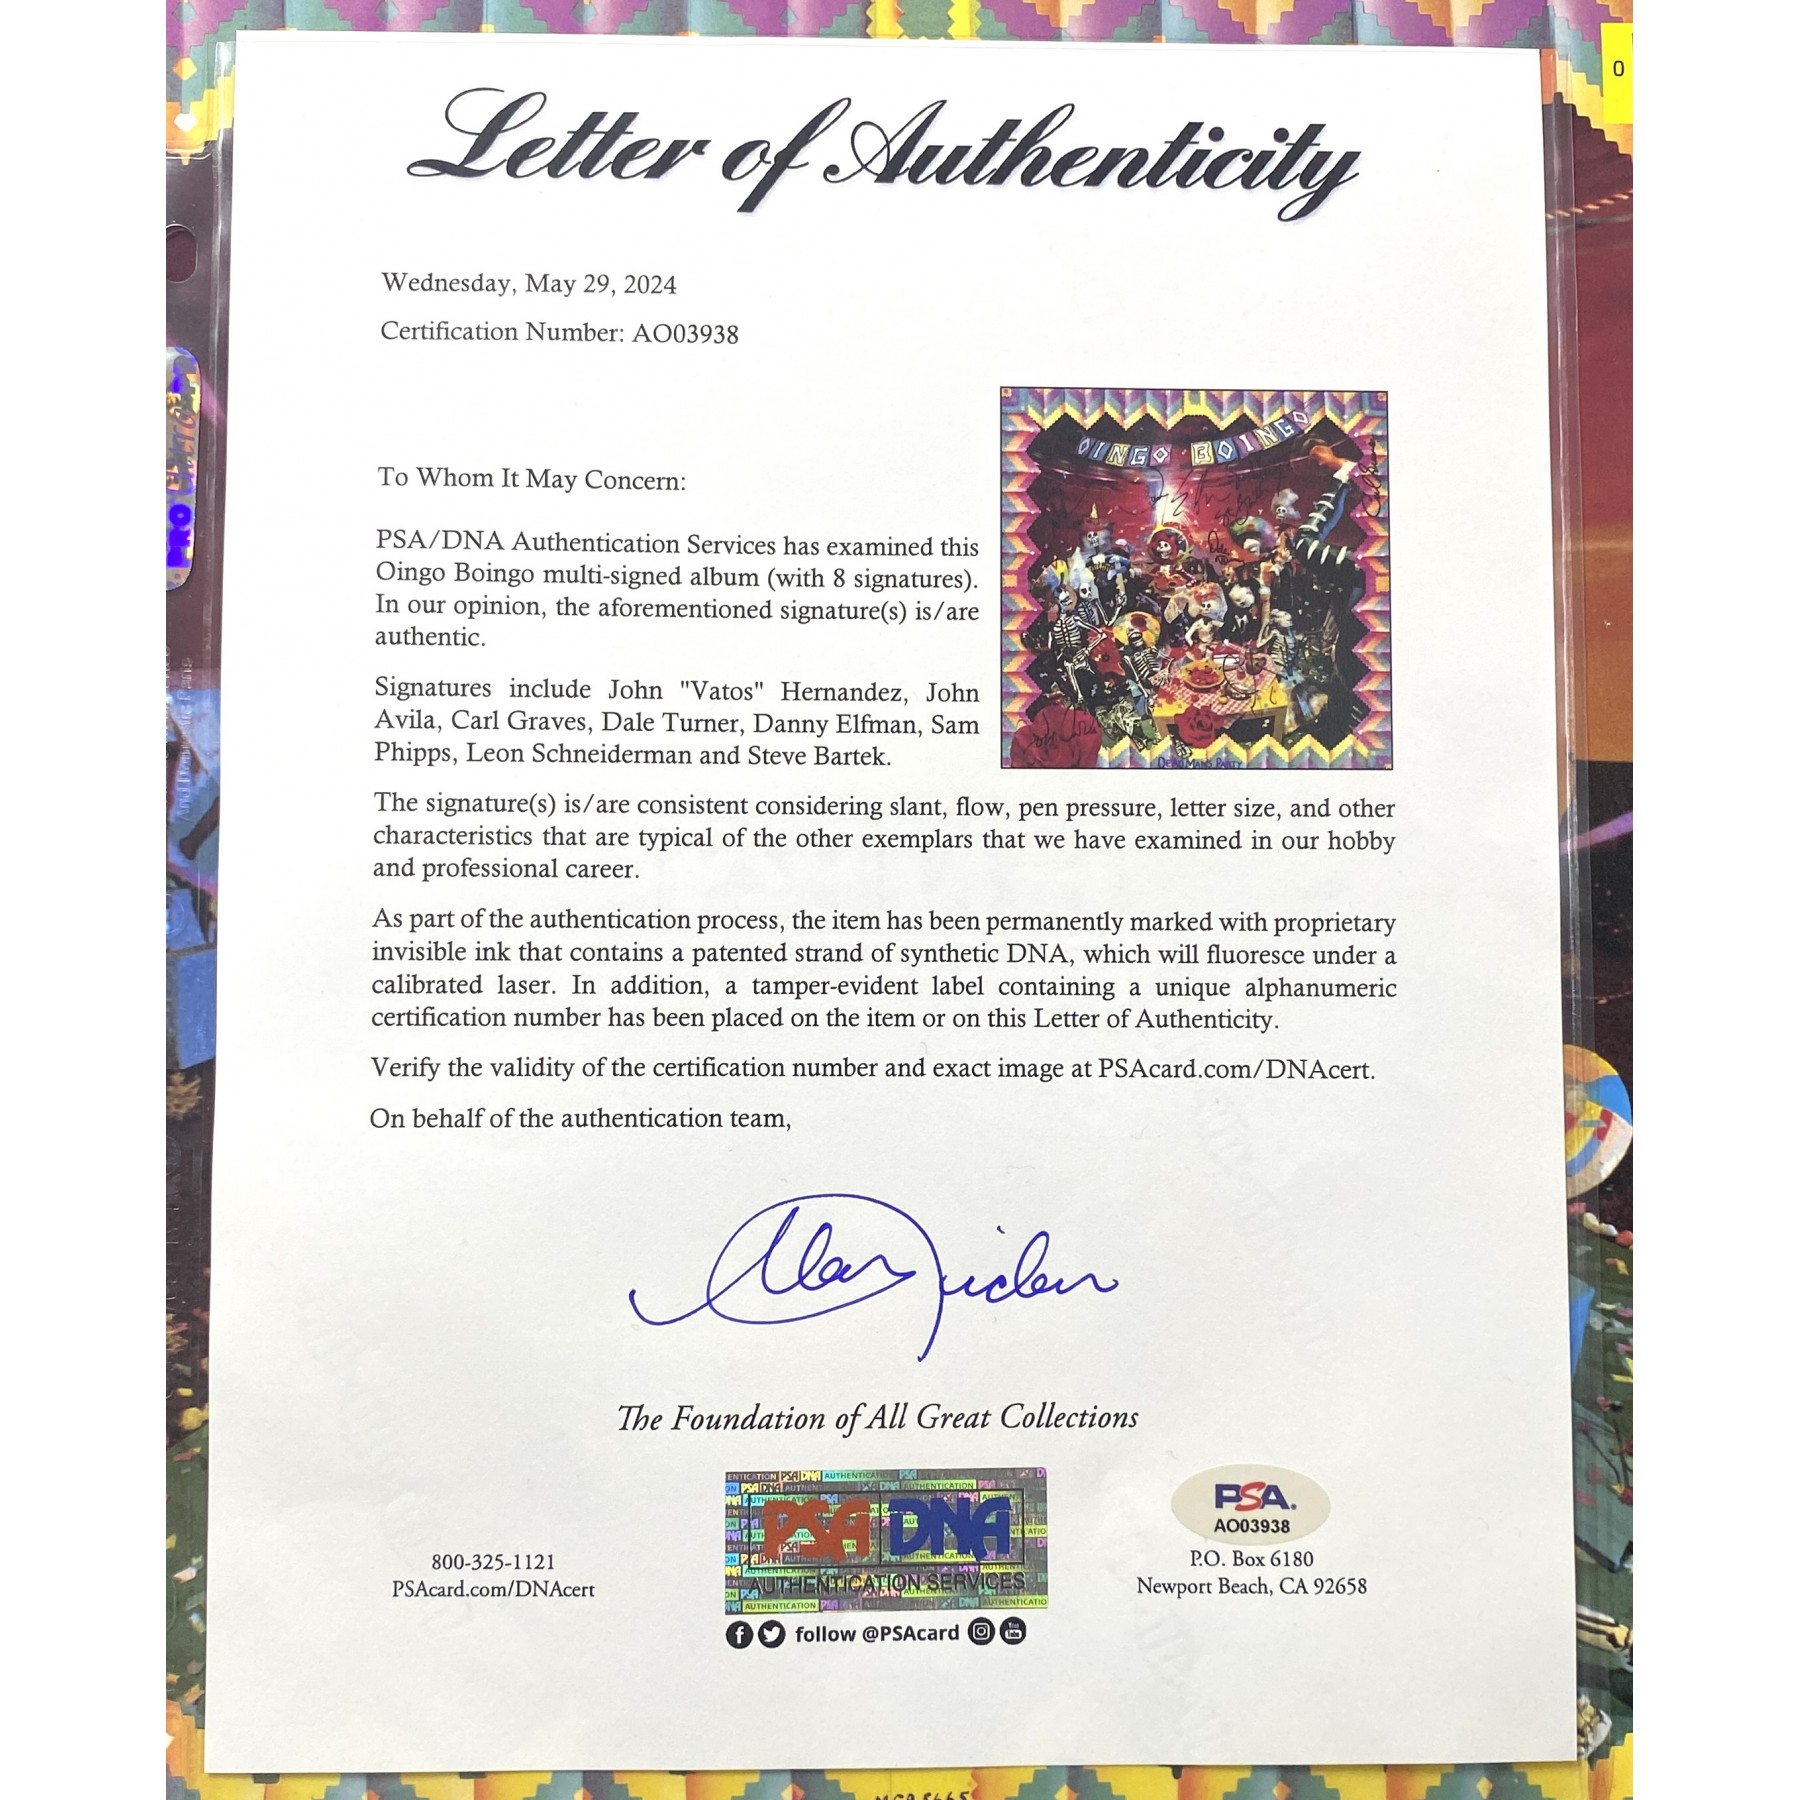 Letter of Authenticity
0
Wednesday, May 29, 2024
Certification Number: AO03938
To Whom It May Concern:
PSA/DNA Authentication Services has examined this
Oingo Boingo multi-signed album (with 8 signatures).
In our opinion, the aforementioned signature(s) is/are
authentic.
Signatures include John "Vatos" Hernandez, John
Avila, Carl Graves, Dale Turner, Danny Elfman, Sam
Phipps, Leon Schneiderman and Steve Bartek.
OINGO BOINGO
DEAD MAN'S PARTY
The signature(s) is/are consistent considering slant, flow, pen pressure, letter size, and other
characteristics that are typical of the other exemplars that we have examined in our hobby
and professional career.
As part of the authentication process, the item has been permanently marked with proprietary
invisible ink that contains a patented strand of synthetic DNA, which will fluoresce under a
calibrated laser. In addition, a tamper-evident label containing a unique alphanumeric
certification number has been placed on the item or on this Letter of Authenticity.
Verify the validity of the certification number and exact image at PSAcard.com/DNAcert.
On behalf of the authentication team,
The Foundation of All Great Collections
800-325-1121
PSAcard.com/DNAcert
PSA DNA
AUTHENTICATION SERVICES
follow @PSAcard
PSA.
AO03938
P.O. Box 6180
Newport Beach, CA 92658